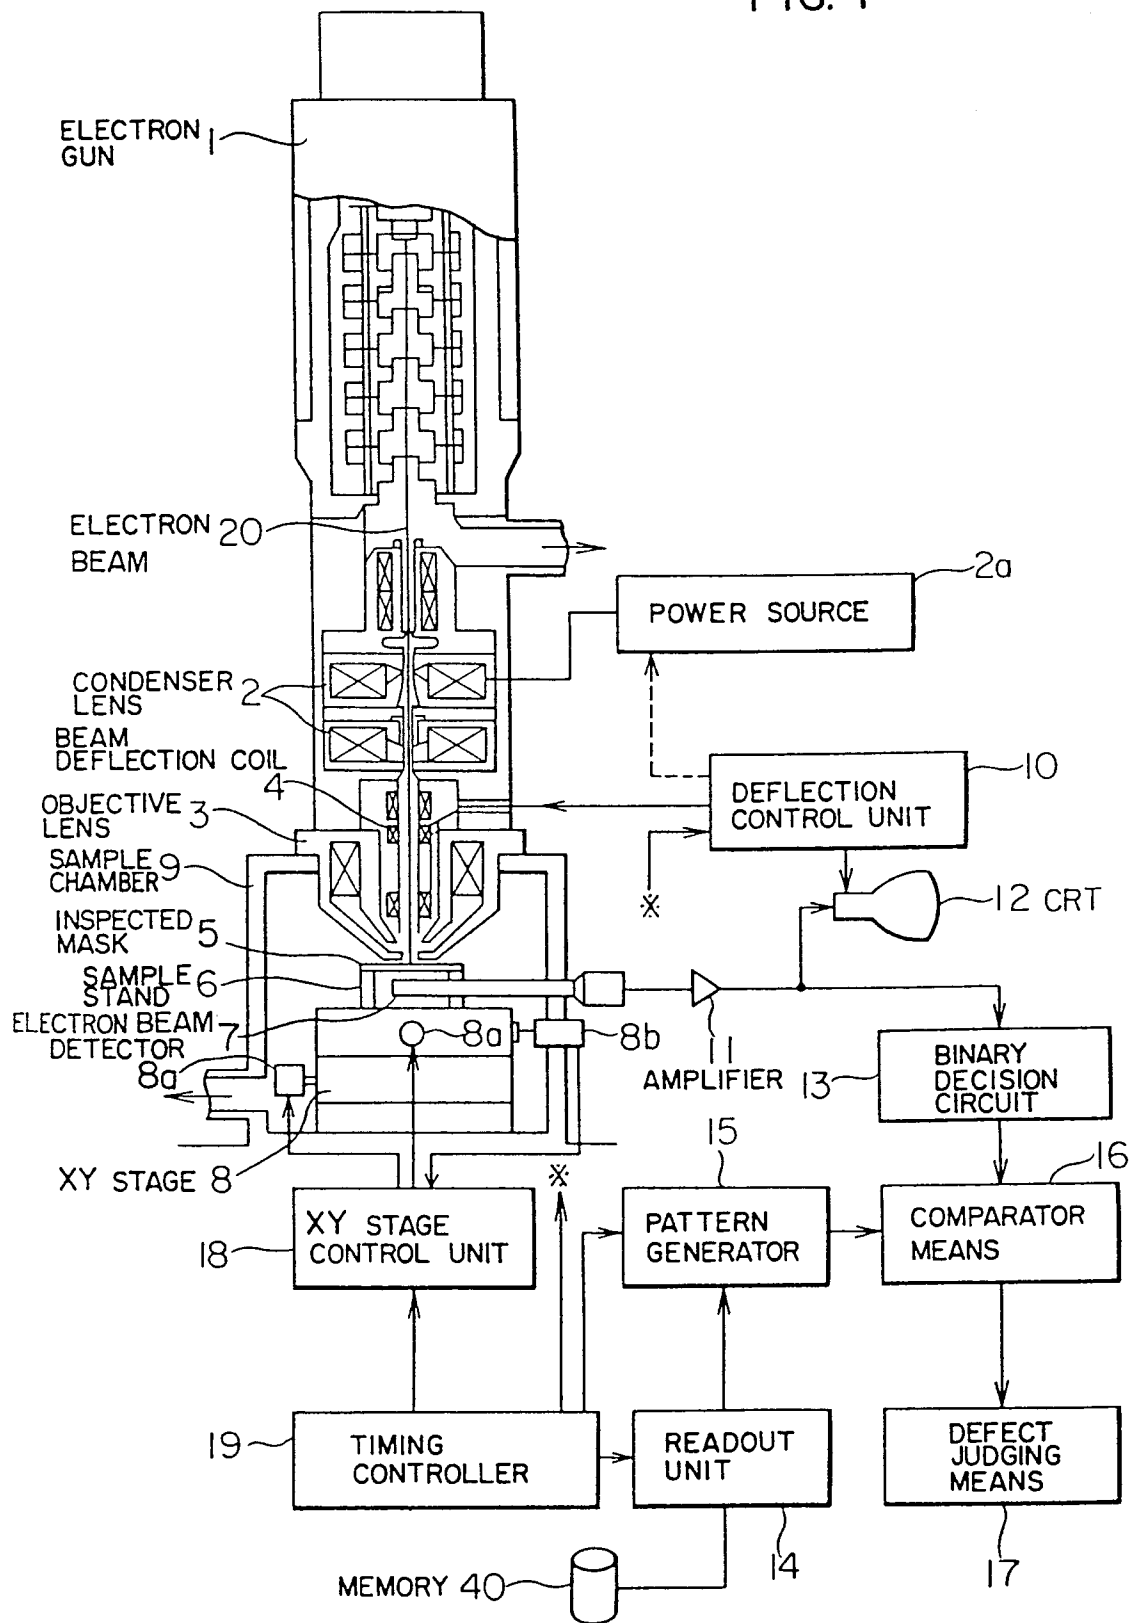 FIG. 1
ELECTRON
GUN
1
ELECTRON
BEAM
20
2a
POWER SOURCE
CONDENSER
LENS
2
BEAM
DEFLECTION COIL
4
10
DEFLECTION
CONTROL UNIT
OBJECTIVE
LENS
3
SAMPLE
CHAMBER
9
※
12 CRT
INSPECTED
MASK
5
SAMPLE
STAND
6
ELECTRON BEAM
DETECTOR
7
8a
8b
8a
11
AMPLIFIER
13
BINARY
DECISION
CIRCUIT
XY STAGE 8
※
15
16
18
XY STAGE
CONTROL UNIT
PATTERN
GENERATOR
COMPARATOR
MEANS
19
TIMING
CONTROLLER
READOUT
UNIT
DEFECT
JUDGING
MEANS
14
17
MEMORY 40